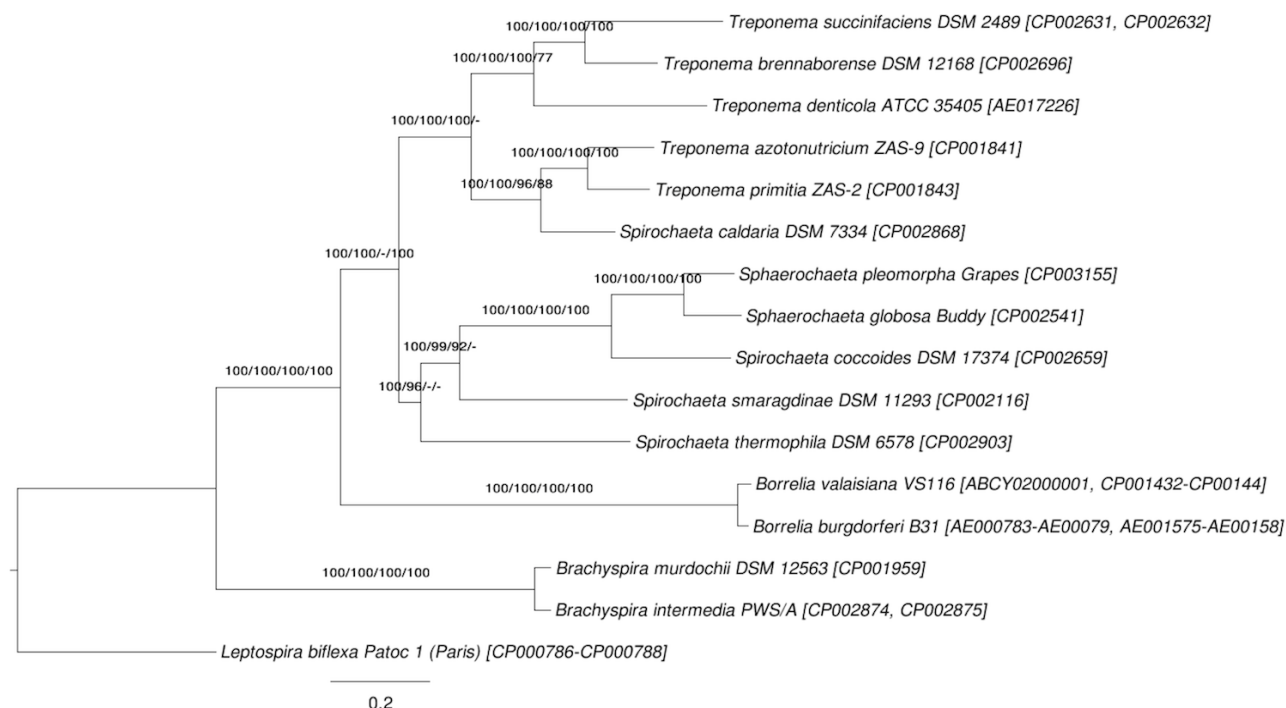 Treponema succinifaciens DSM 2489 [CP002631, CP002632]
100/100/100/100
100/100/100/77
Treponema brennaborense DSM 12168 [CP002696]
Treponema denticola ATCC 35405 [AE017226]
100/100/100/-
Treponema azotonutricium ZAS-9 [CP001841]
100/100/100/100
100/100/96/88
Treponema primitia ZAS-2 [CP001843]
Spirochaeta caldaria DSM 7334 [CP002868]
100/100/-/100
Sphaerochaeta pleomorpha Grapes [CP003155]
100/100/100/100
100/100/100/100
Sphaerochaeta globosa Buddy [CP002541]
100/99/92/-
Spirochaeta coccoides DSM 17374 [CP002659]
100/100/100/100
100/96/-/-
Spirochaeta smaragdinae DSM 11293 [CP002116]
Spirochaeta thermophila DSM 6578 [CP002903]
100/100/100/100
Borrelia valaisiana VS116 [ABCY02000001, CP001432-CP00144]
Borrelia burgdorferi B31 [AE000783-AE00079, AE001575-AE00158]
100/100/100/100
Brachyspira murdochii DSM 12563 [CP001959]
Brachyspira intermedia PWS/A [CP002874, CP002875]
Leptospira biflexa Patoc 1 (Paris) [CP000786-CP000788]
0.2